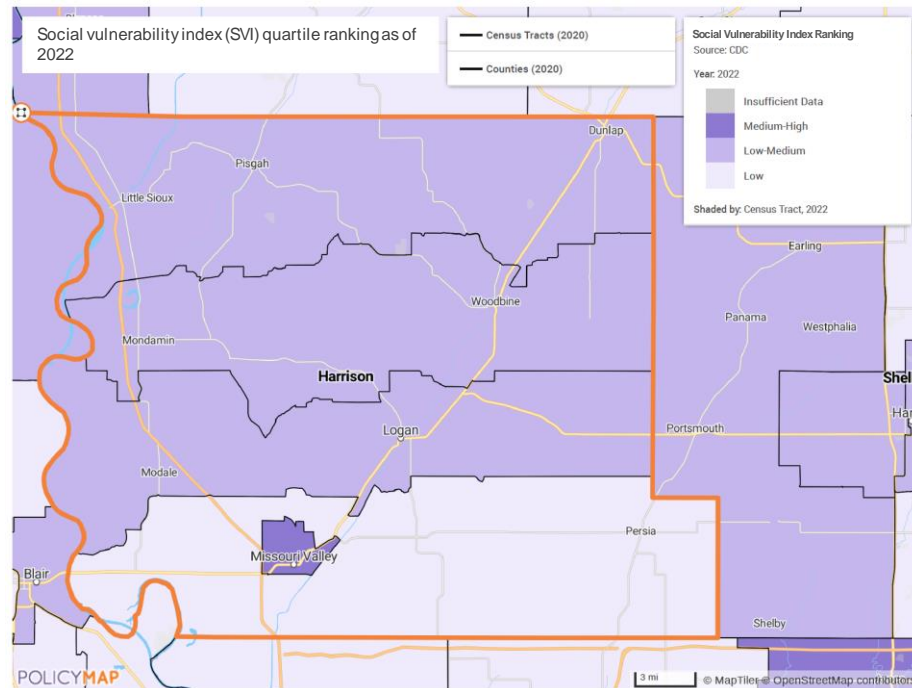 Social vulnerability index (SVI) quartile ranking as of
2022
Census Tracts (2020)
Counties (2020)
Social Vulnerability Index Ranking
Source: CDC
Year: 2022
Insufficient Data
Medium-High
Low-Medium
Low
Shaded by: Census Tract, 2022
Dunlap
Pisgah
Little Sioux
Earling
Woodbine
Panama
Westphalia
Mondamin
Harrison
Shel
Har
Logan
Portsmouth
Modale
Persia
Missouri Valley
Blair
Shelby
POLICYMAP
3 mi
© MapTiler © OpenStreetMap contributors